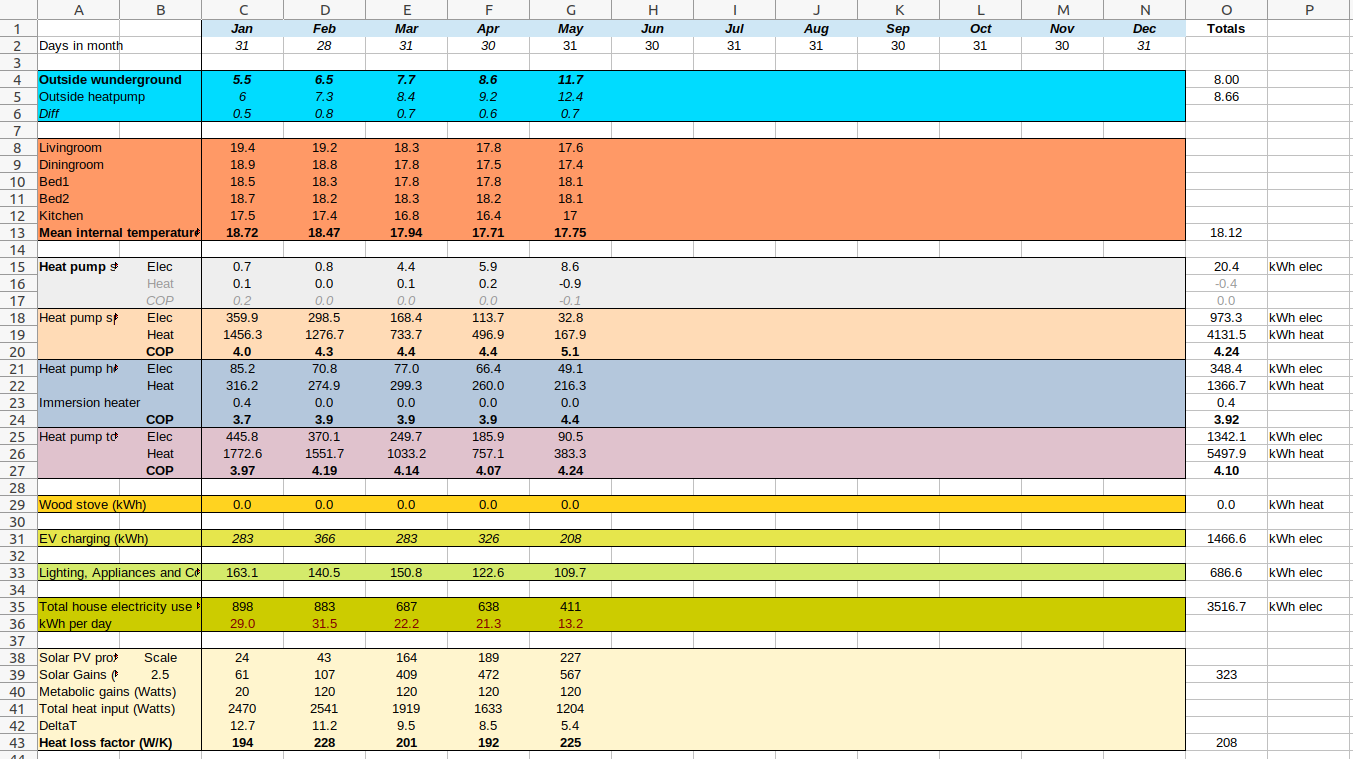 A B C D E F G H I J K L M N O P
1 Jan Feb Mar Apr May Jun Jul Aug Sep Oct Nov Dec Totals
2 Days in month 31 28 31 30 31 30 31 31 30 31 30 31
3
4 Outside wunderground 5.5 6.5 7.7 8.6 11.7 8.00
5 Outside heatpump 6 7.3 8.4 9.2 12.4 8.66
6 Diff 0.5 0.8 0.7 0.6 0.7
7
8 Livingroom 19.4 19.2 18.3 17.8 17.6
9 Diningroom 18.9 18.8 17.8 17.5 17.4
10 Bed1 18.5 18.3 17.8 17.8 18.1
11 Bed2 18.7 18.2 18.3 18.2 18.1
12 Kitchen 17.5 17.4 16.8 16.4 17
13 Mean internal temperature 18.72 18.47 17.94 17.71 17.75 18.12
14
15 Heat pump s Elec 0.7 0.8 4.4 5.9 8.6 20.4 kWh elec
16 Heat 0.1 0.0 0.1 0.2 -0.9 -0.4
17 COP 0.2 0.0 0.0 0.0 -0.1 0.0
18 Heat pump sp Elec 359.9 298.5 168.4 113.7 32.8 973.3 kWh elec
19 Heat 1456.3 1276.7 733.7 496.9 167.9 4131.5 kWh heat
20 COP 4.0 4.3 4.4 4.4 5.1 4.24
21 Heat pump h Elec 85.2 70.8 77.0 66.4 49.1 348.4 kWh elec
22 Heat 316.2 274.9 299.3 260.0 216.3 1366.7 kWh heat
23 Immersion heater 0.4 0.0 0.0 0.0 0.0 0.4
24 COP 3.7 3.9 3.9 3.9 4.4 3.92
25 Heat pump to Elec 445.8 370.1 249.7 185.9 90.5 1342.1 kWh elec
26 Heat 1772.6 1551.7 1033.2 757.1 383.3 5497.9 kWh heat
27 COP 3.97 4.19 4.14 4.07 4.24 4.10
28
29 Wood stove (kWh) 0.0 0.0 0.0 0.0 0.0 0.0 kWh heat
30
31 EV charging (kWh) 283 366 283 326 208 1466.6 kWh elec
32
33 Lighting, Appliances and Co 163.1 140.5 150.8 122.6 109.7 686.6 kWh elec
34
35 Total house electricity use 898 883 687 638 411 3516.7 kWh elec
36 kWh per day 29.0 31.5 22.2 21.3 13.2
37
38 Solar PV pro Scale 24 43 164 189 227
39 Solar Gains ( 2.5 61 107 409 472 567 323
40 Metabolic gains (Watts) 20 120 120 120 120
41 Total heat input (Watts) 2470 2541 1919 1633 1204
42 DeltaT 12.7 11.2 9.5 8.5 5.4
43 Heat loss factor (W/K) 194 228 201 192 225 208
44